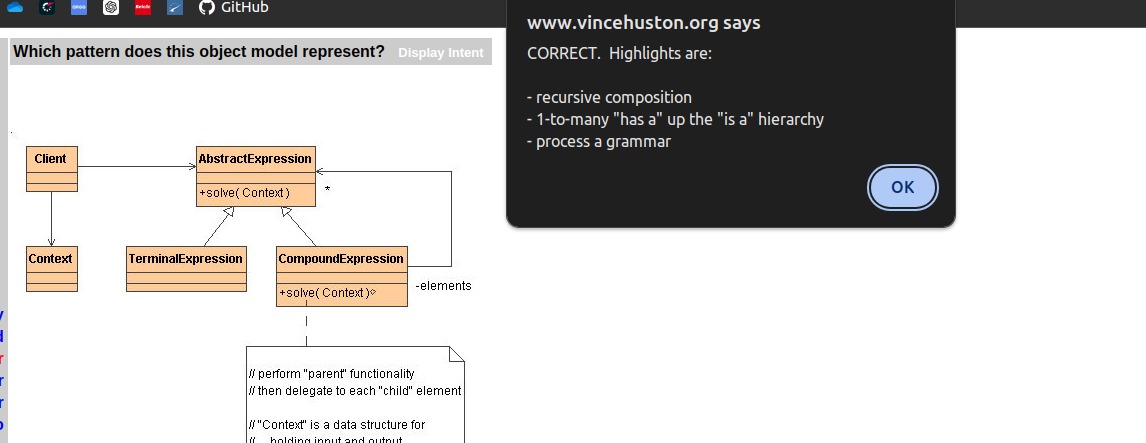 GitHub
Which pattern does this object model represent? Display Intent
www.vincehuston.org says
CORRECT. Highlights are:
- recursive composition
- 1-to-many "has a" up the "is a" hierarchy
- process a grammar
OK
Client
AbstractExpression
+solve( Context )
*
Context
TerminalExpression
CompoundExpression
+solve( Context )
-elements
// perform "parent" functionality
// then delegate to each "child" element
// "Context" is a data structure for
// holding input and output